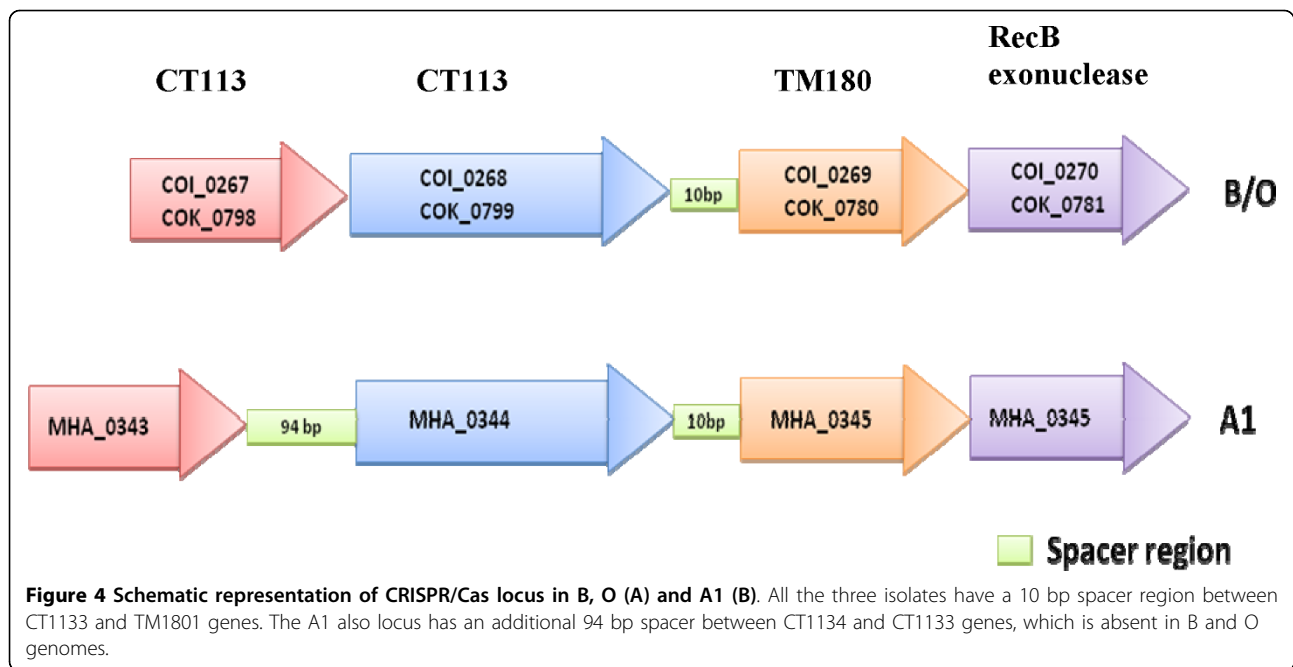 RecB
exonuclease
CT113
CT113
TM180
COI_0267
COK_0798
COI_0268
COK_0799
10bp
COI_0269
COK_0780
COI_0270
COK_0781
B/O
MHA_0343
94 bp
MHA_0344
10bp
MHA_0345
MHA_0345
A1
Spacer region
Figure 4 Schematic representation of CRISPR/Cas locus in B, O (A) and A1 (B). All the three isolates have a 10 bp spacer region between
CT1133 and TM1801 genes. The A1 also locus has an additional 94 bp spacer between CT1134 and CT1133 genes, which is absent in B and O
genomes.